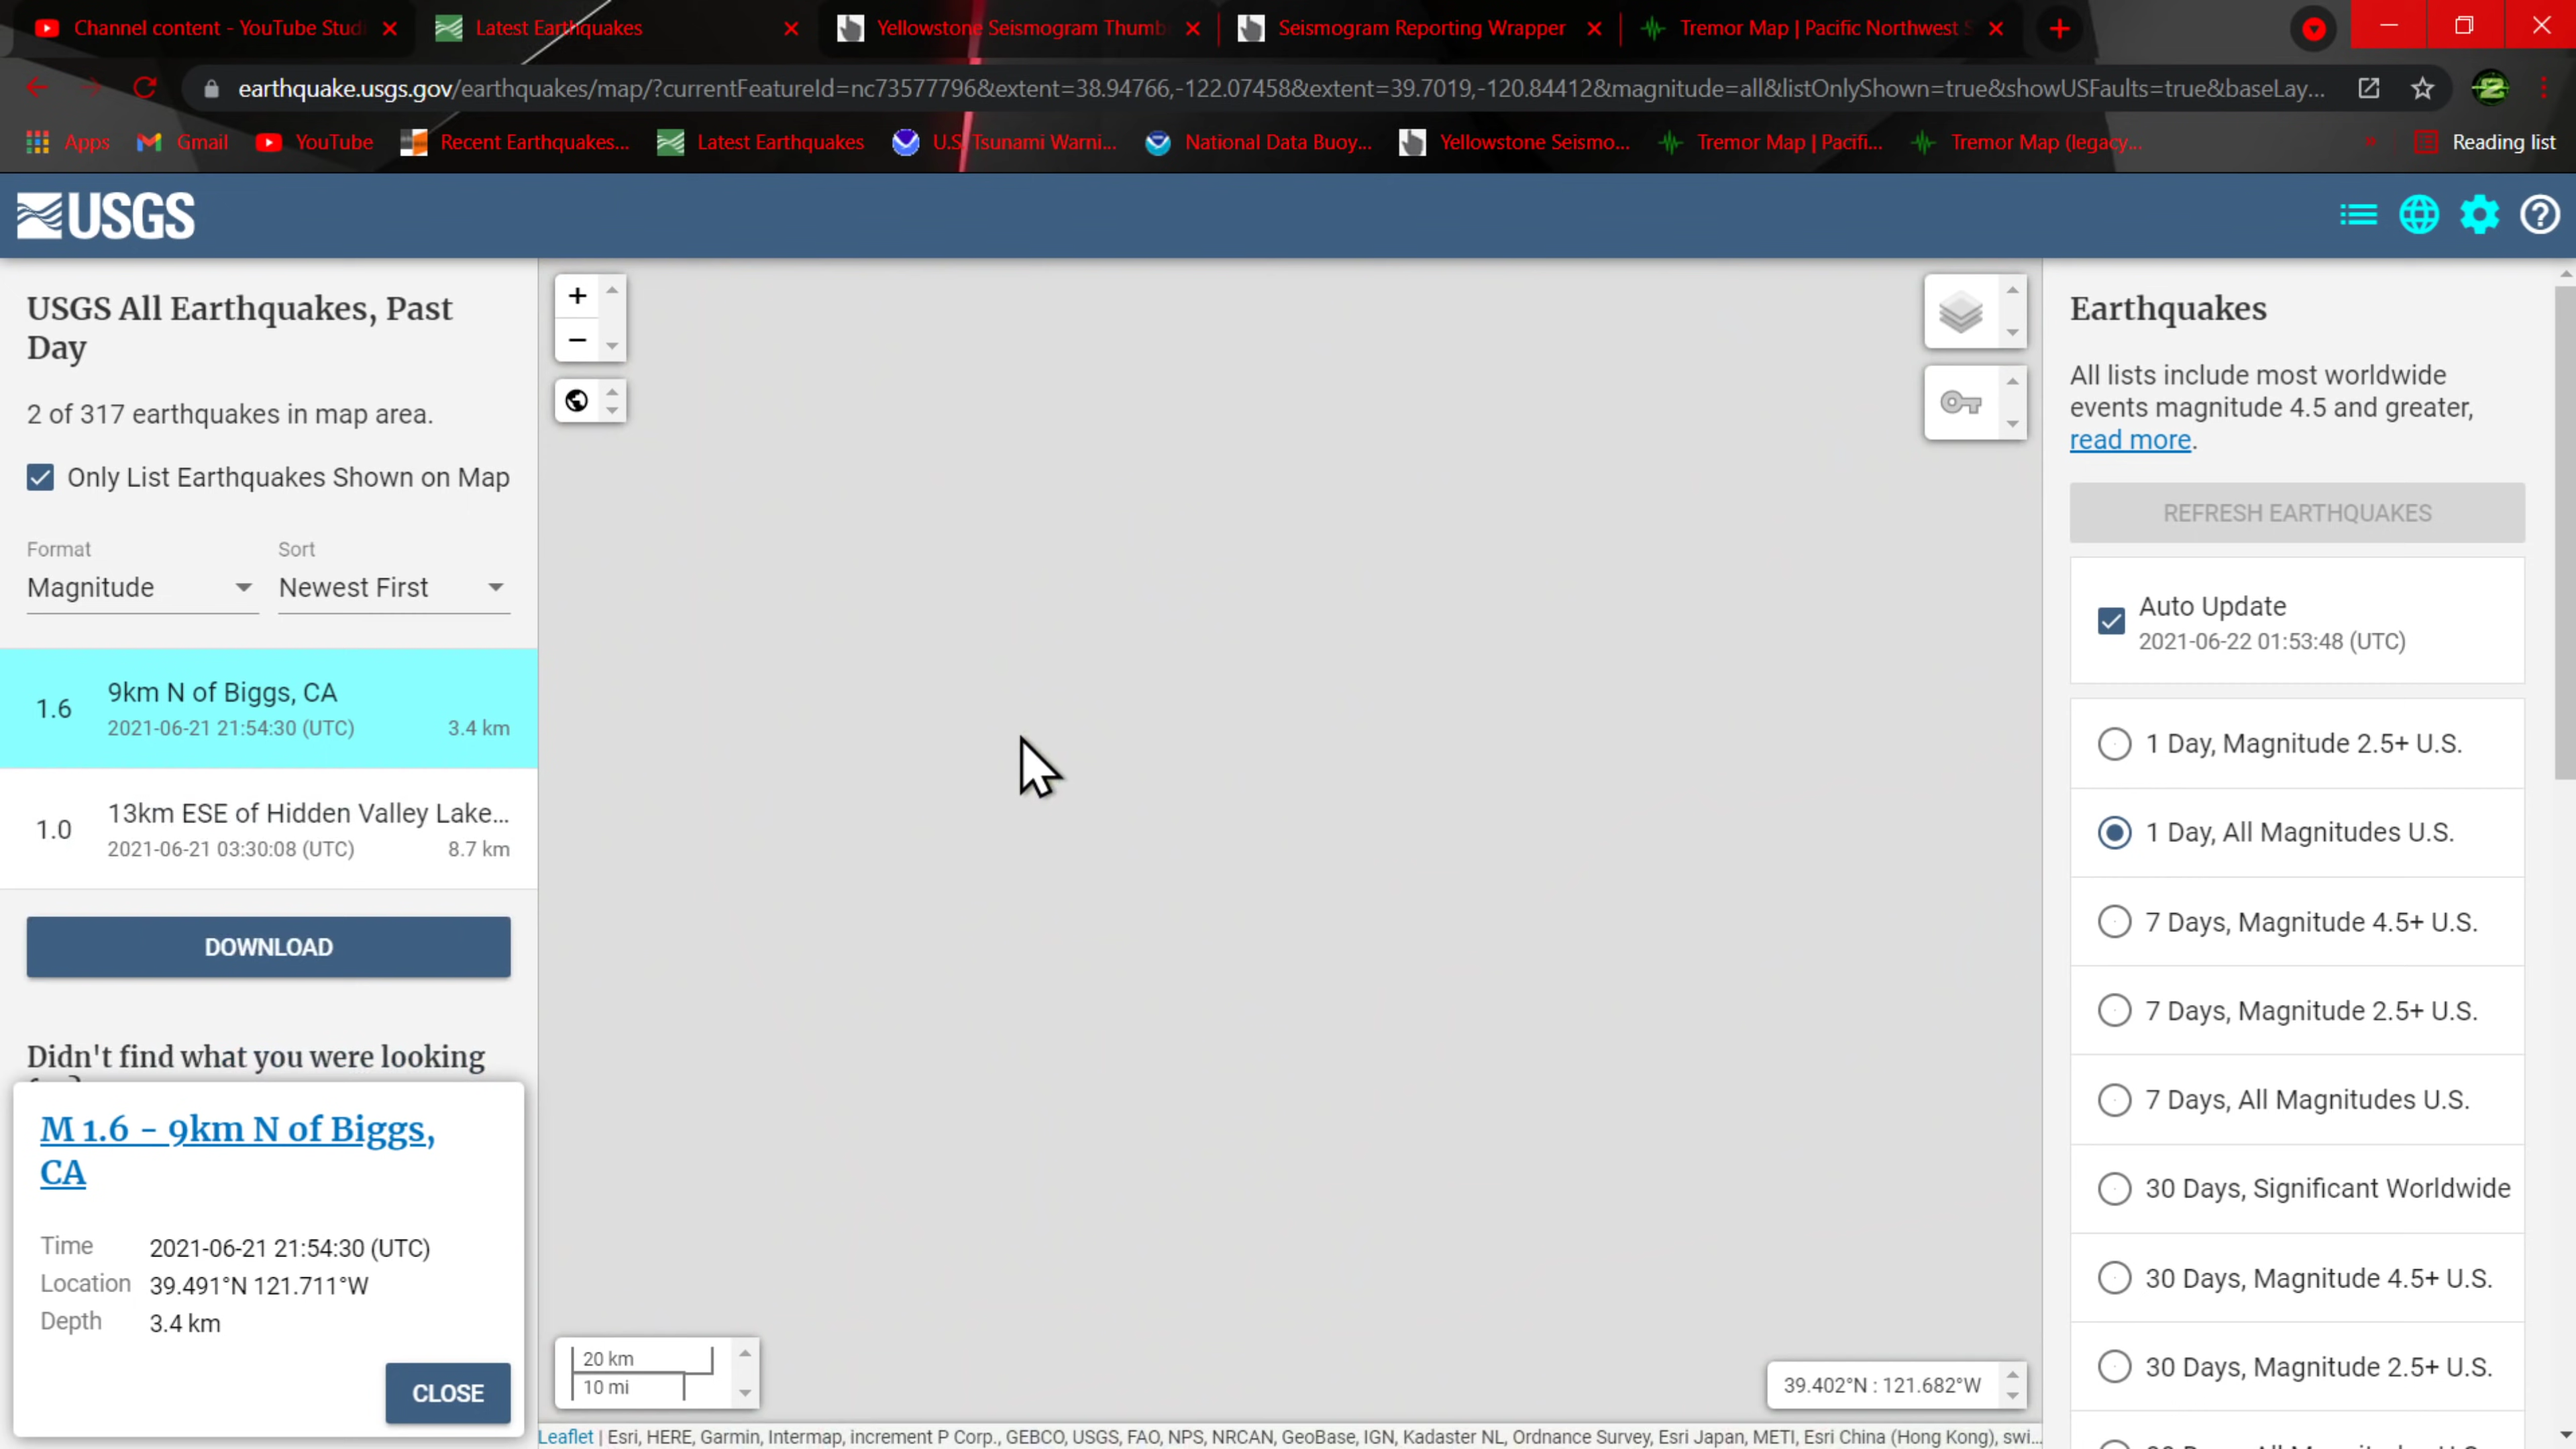 Channel content - YouTube Studi
Latest Earthquakes
Yellowstone Seismogram Thumb
Seismogram Reporting Wrapper
Tremor Map | Pacific Northwest S
earthquake.usgs.gov/earthquakes/map/?currentFeatureId=nc73577796&extent=38.94766,-122.07458&extent=39.7019,-120.84412&magnitude=all&listOnlyShown=true&showUSFaults=true&baseLay...
Apps
Gmail
YouTube
Recent Earthquakes...
Latest Earthquakes
U.S. Tsunami Warni...
National Data Buoy...
Yellowstone Seismo...
Tremor Map | Pacifi...
Tremor Map (legacy...
Reading list
USGS
USGS All Earthquakes, Past
Day
2 of 317 earthquakes in map area.
Only List Earthquakes Shown on Map
Format
Sort
Magnitude
Newest First
1.6
9km N of Biggs, CA
2021-06-21 21:54:30 (UTC)
3.4 km
1.0
13km ESE of Hidden Valley Lake...
2021-06-21 03:30:08 (UTC)
8.7 km
DOWNLOAD
Didn't find what you were looking
M 1.6 - 9km N of Biggs,
CA
Time 2021-06-21 21:54:30 (UTC)
Location 39.491°N 121.711°W
Depth 3.4 km
CLOSE
+
−
20 km
10 mi
39.402°N : 121.682°W
Leaflet | Esri, HERE, Garmin, Intermap, increment P Corp., GEBCO, USGS, FAO, NPS, NRCAN, GeoBase, IGN, Kadaster NL, Ordnance Survey, Esri Japan, METI, Esri China (Hong Kong), swi...
Earthquakes
All lists include most worldwide
events magnitude 4.5 and greater,
read more.
REFRESH EARTHQUAKES
Auto Update
2021-06-22 01:53:48 (UTC)
1 Day, Magnitude 2.5+ U.S.
1 Day, All Magnitudes U.S.
7 Days, Magnitude 4.5+ U.S.
7 Days, Magnitude 2.5+ U.S.
7 Days, All Magnitudes U.S.
30 Days, Significant Worldwide
30 Days, Magnitude 4.5+ U.S.
30 Days, Magnitude 2.5+ U.S.